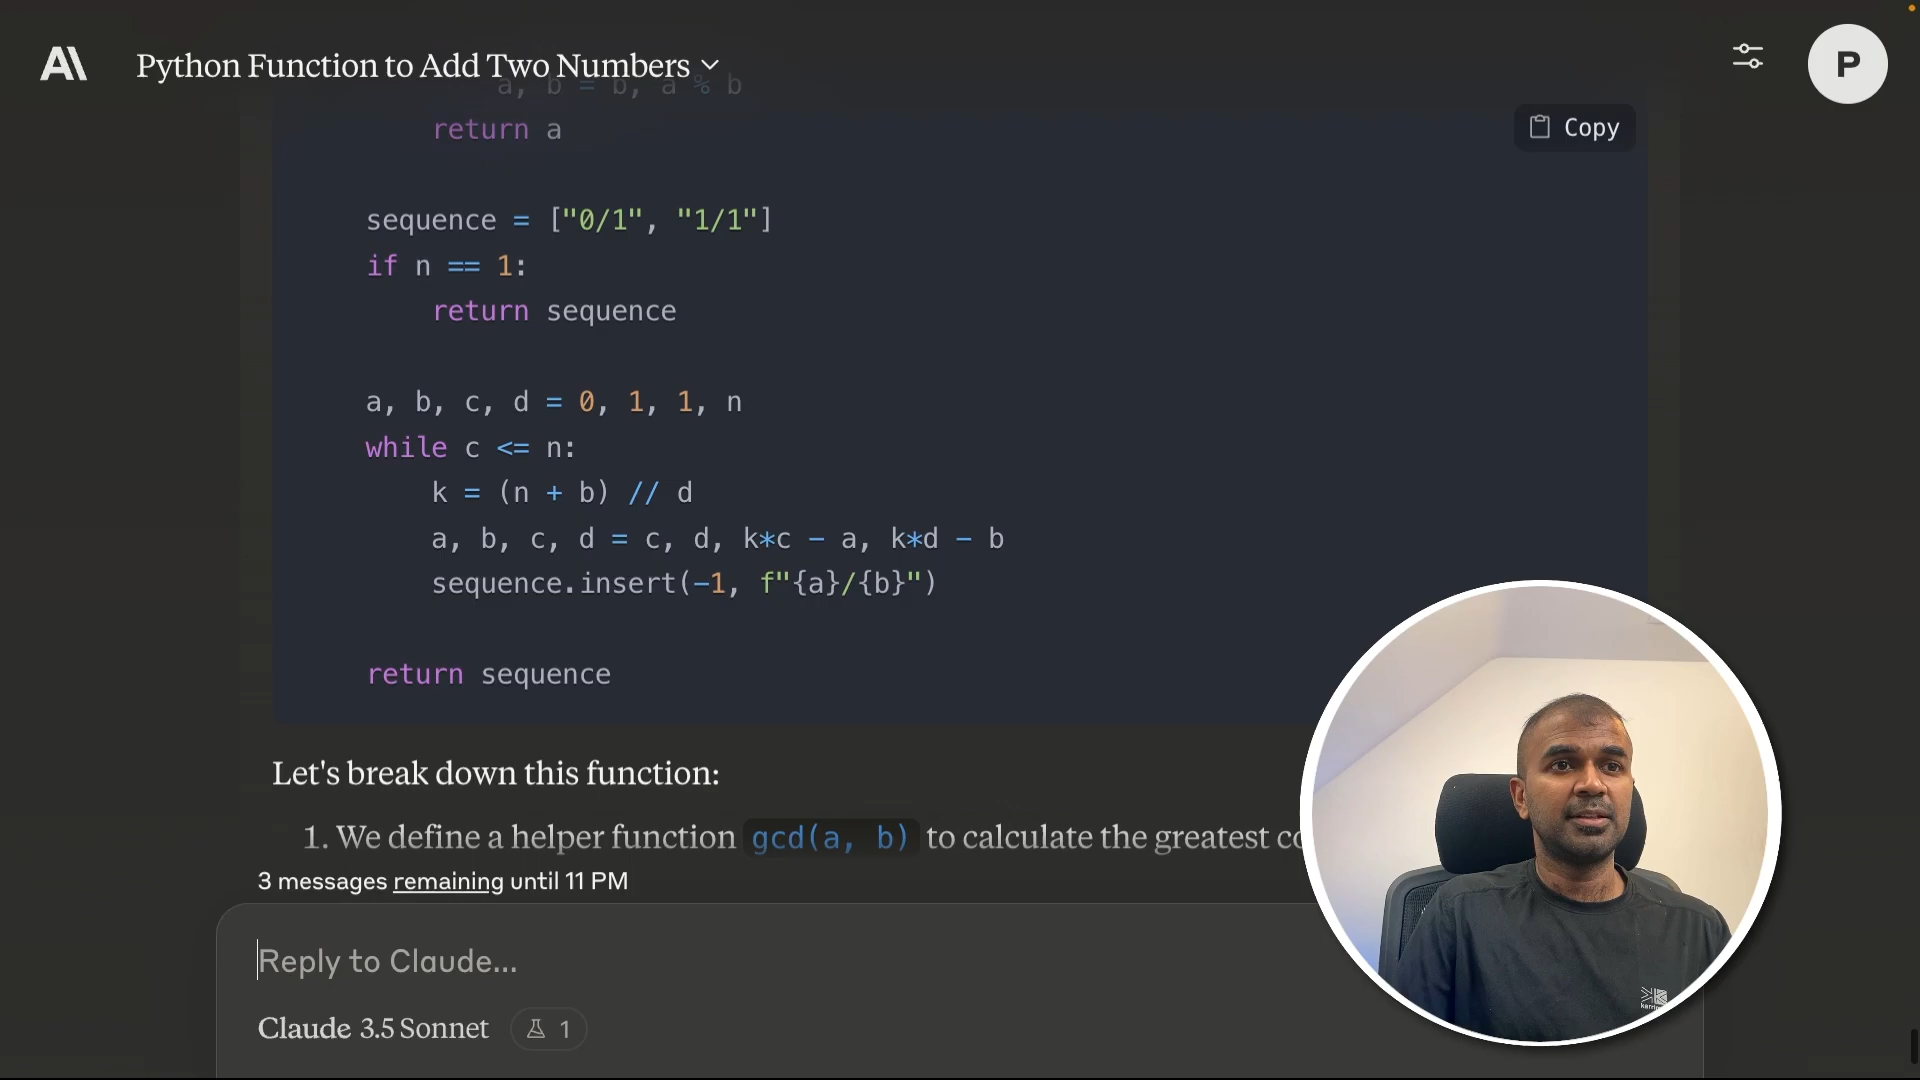 Python Function to Add Two Numbers
P
a, b = b, a % b
return a
Copy
sequence = ["0/1", "1/1"]
if n == 1:
return sequence
a, b, c, d = 0, 1, 1, n
while c <= n:
k = (n + b) // d
a, b, c, d = c, d, k*c - a, k*d - b
sequence.insert(-1, f"{a}/{b}")
return sequence
Let's break down this function:
1. We define a helper function gcd(a, b) to calculate the greatest
3 messages remaining until 11 PM
Reply to Claude...
Claude 3.5 Sonnet
1